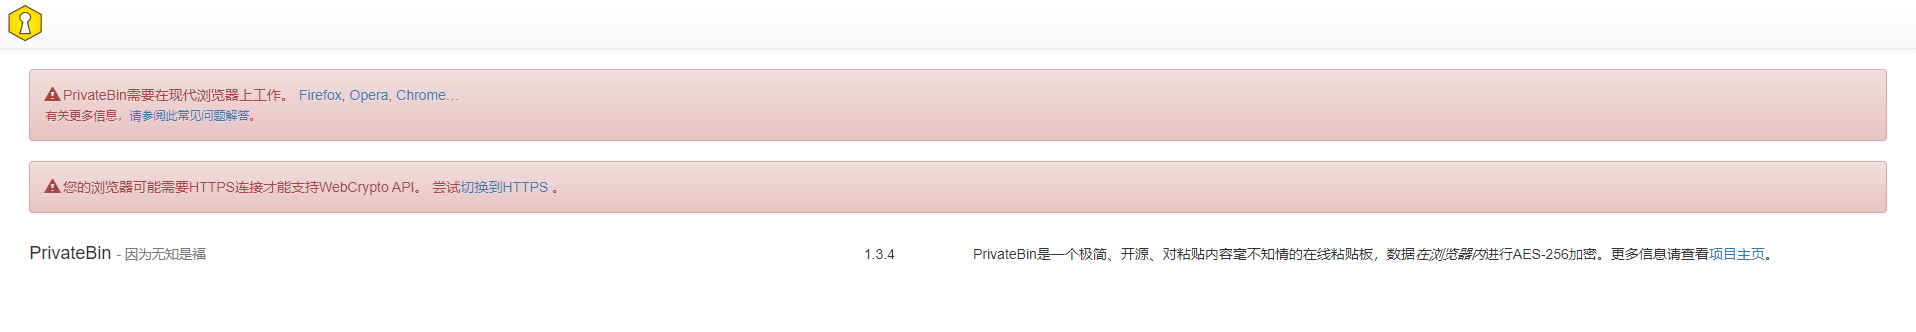 PrivateBin需要在现代浏览器上工作。 Firefox, Opera, Chrome…
有关更多信息，请参阅此常见问题解答。
您的浏览器可能需要HTTPS连接才能支持WebCrypto API。 尝试切换到HTTPS 。
PrivateBin - 因为无知是福
1.3.4
PrivateBin是一个极简、开源、对粘贴内容毫不知情的在线粘贴板，数据在浏览器内进行AES-256加密。更多信息请查看项目主页。